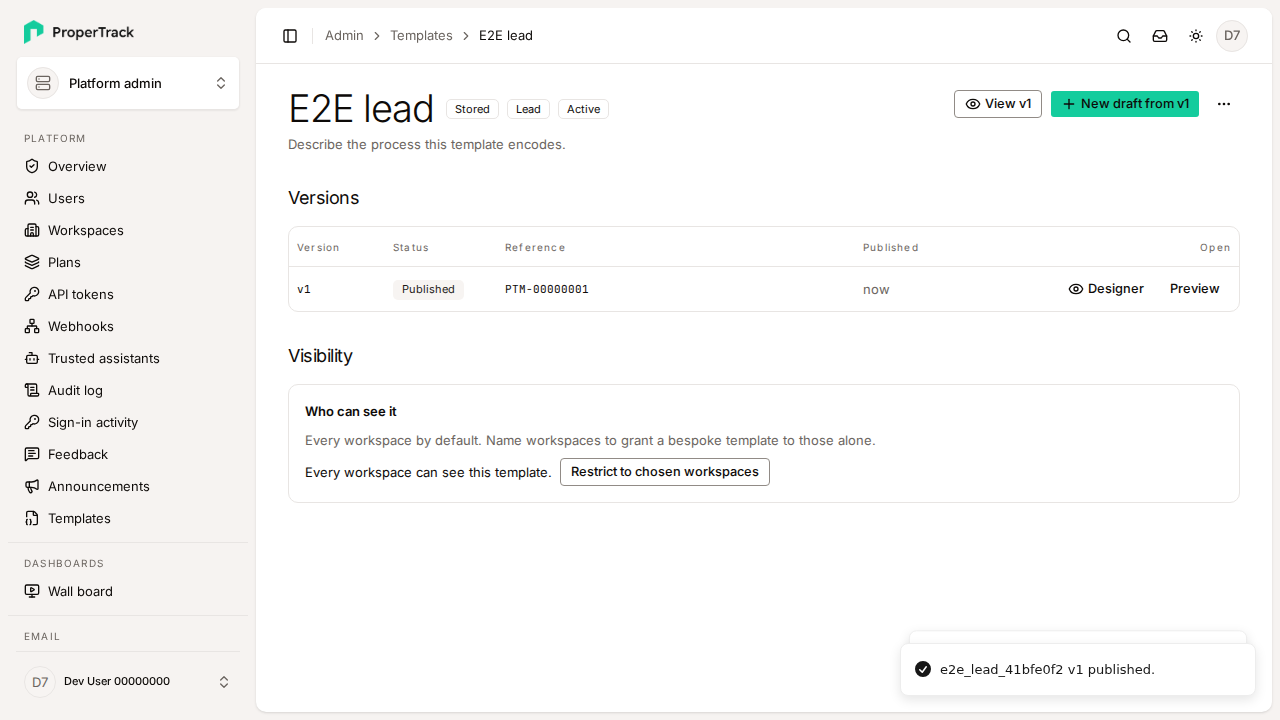 ProperTrack
Platform admin
PLATFORM
Overview
Users
Workspaces
Plans
API tokens
Webhooks
Trusted assistants
Audit log
Sign-in activity
Feedback
Announcements
Templates
DASHBOARDS
Wall board
EMAIL
D7 Dev User 00000000
Admin > Templates > E2E lead
D7
E2E lead Stored Lead Active
View v1 New draft from v1
Describe the process this template encodes.
Versions
Version Status Reference Published Open
v1 Published PTM-00000001 now Designer Preview
Visibility
Who can see it
Every workspace by default. Name workspaces to grant a bespoke template to those alone.
Every workspace can see this template. Restrict to chosen workspaces
e2e_lead_41bfe0f2 v1 published.